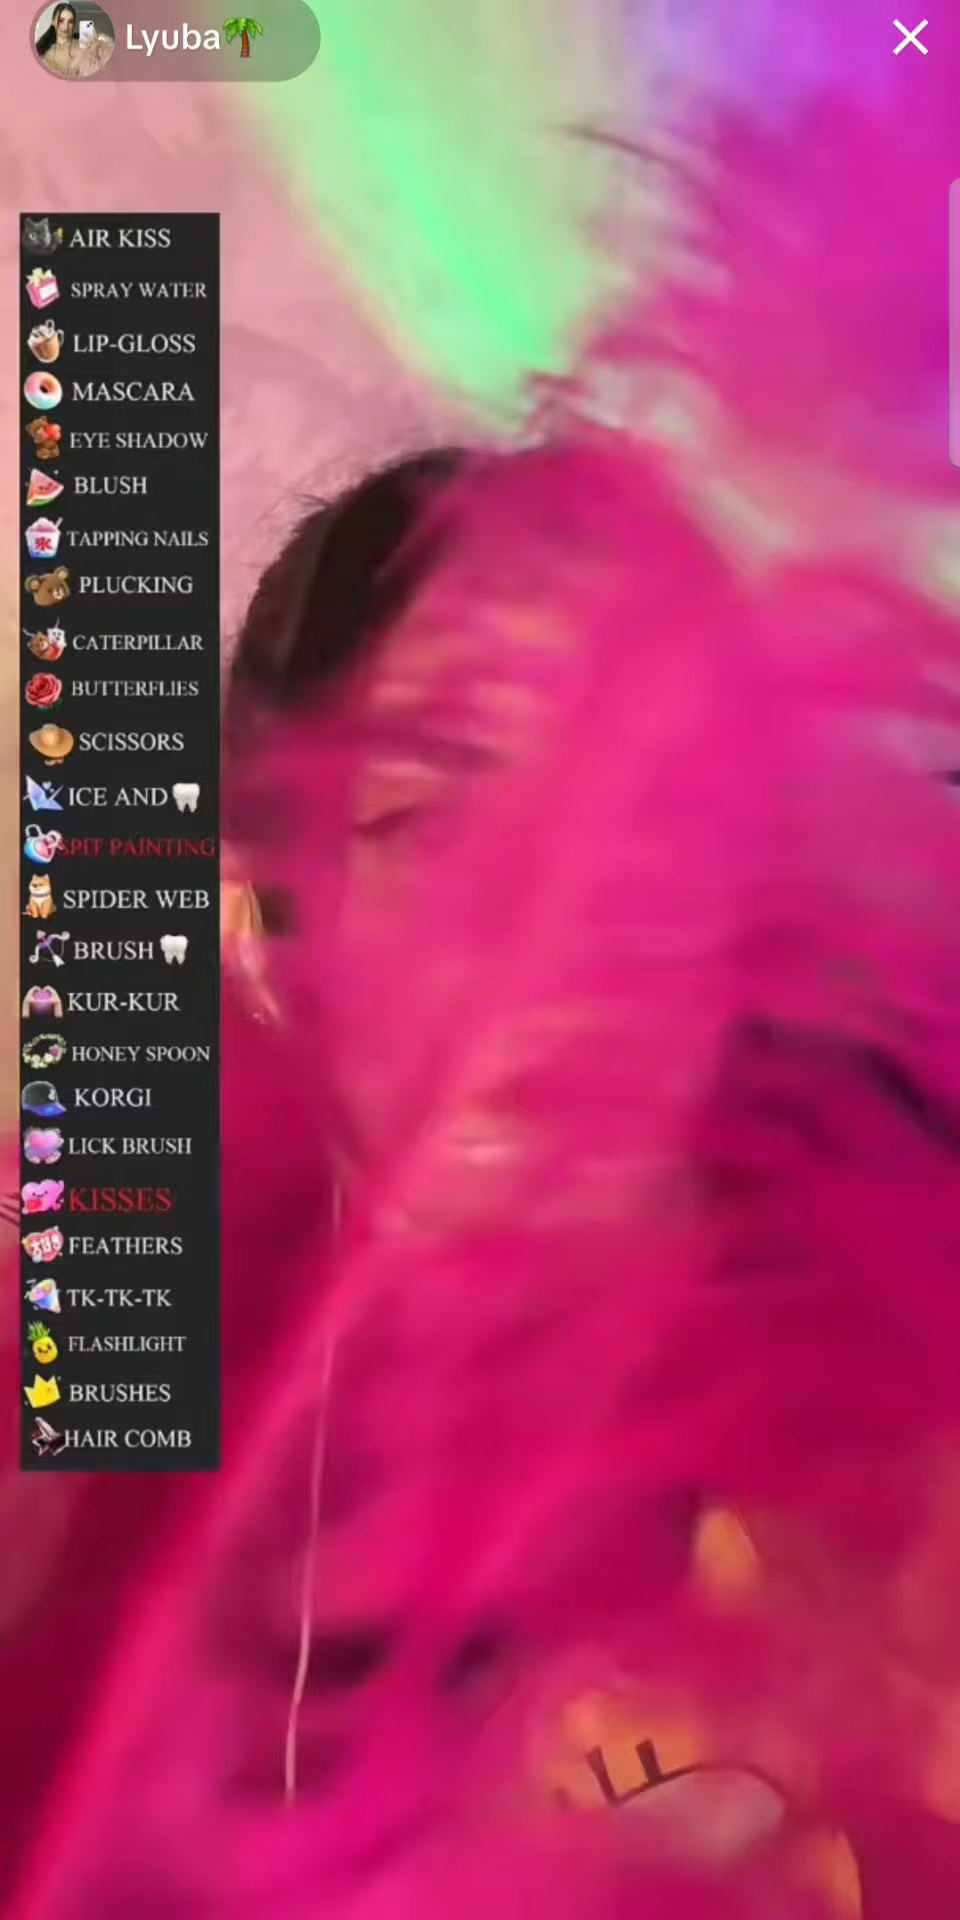 Lyuba🌴
AIR KISS
SPRAY WATER
LIP-GLOSS
MASCARA
EYE SHADOW
BLUSH
TAPPING NAILS
PLUCKING
CATERPILLAR
BUTTERFLIES
SCISSORS
ICE AND🦷
SPIT PAINTING
SPIDER WEB
BRUSH🦷
KUR-KUR
HONEY SPOON
KORGI
LICK BRUSH
KISSES
FEATHERS
TK-TK-TK
FLASHLIGHT
BRUSHES
HAIR COMB